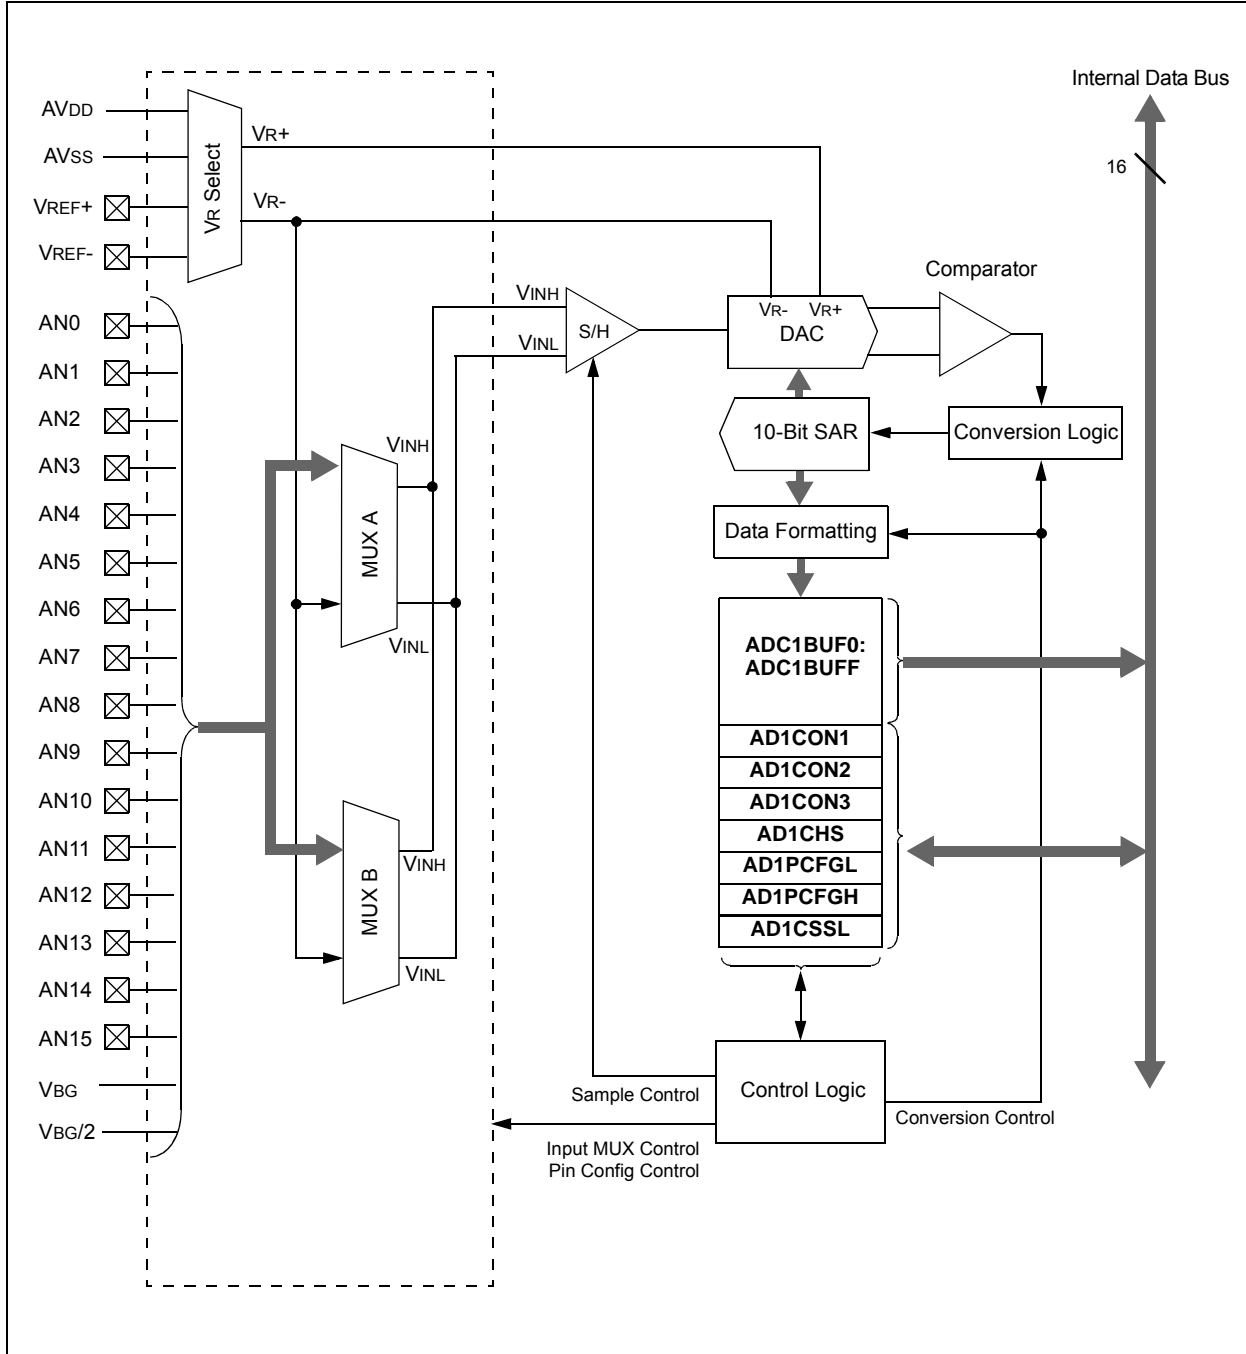 Internal Data Bus
16
AVDD
AVSS
VREF+
VREF-
VR Select
VR+
VR-
AN0
AN1
AN2
AN3
AN4
AN5
AN6
AN7
AN8
AN9
AN10
AN11
AN12
AN13
AN14
AN15
VBG
VBG/2
VINH
MUX A
VINL
VINH
MUX B
VINL
VINH
VINL
S/H
VR- VR+
DAC
Comparator
10-Bit SAR
Conversion Logic
Data Formatting
ADC1BUF0:
ADC1BUFF
AD1CON1
AD1CON2
AD1CON3
AD1CHS
AD1PCFGL
AD1PCFGH
AD1CSSL
Control Logic
Sample Control
Input MUX Control
Pin Config Control
Conversion Control